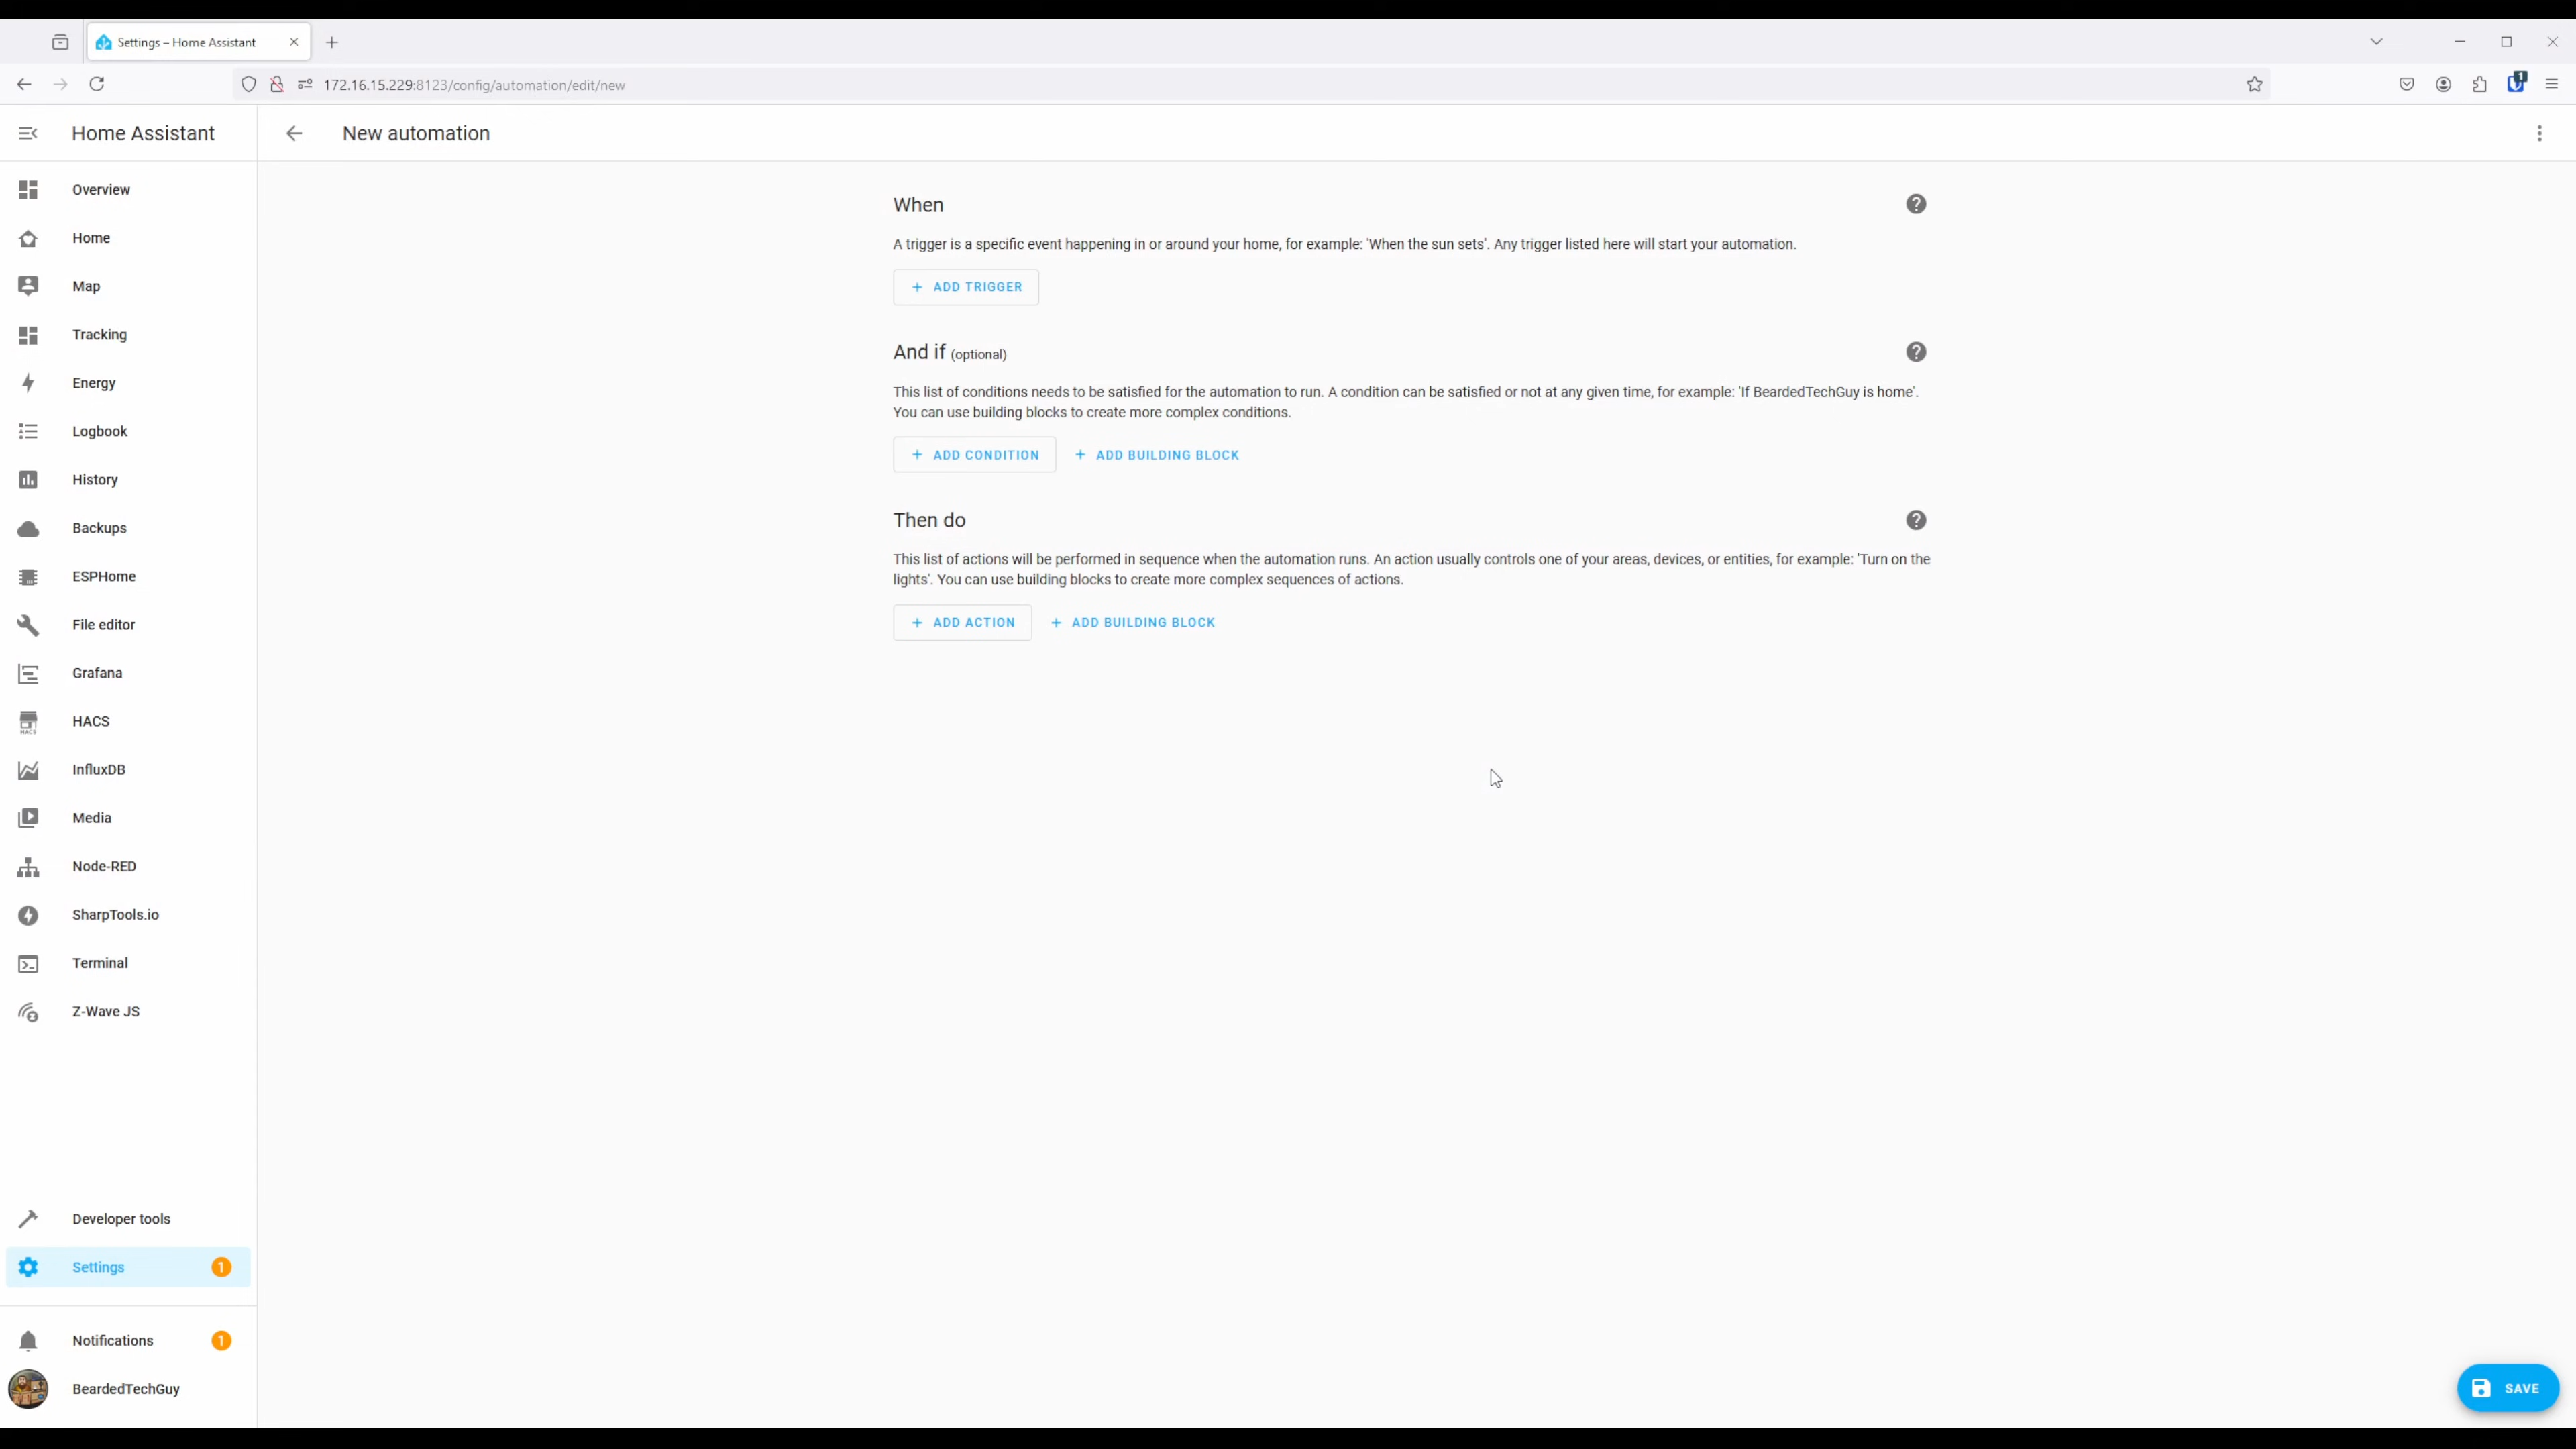 Settings – Home Assistant
172.16.15.229:8123/config/automation/edit/new
1
Home Assistant
New automation
Overview
Home
Map
Tracking
Energy
Logbook
History
Backups
ESPHome
File editor
Grafana
HACS
HACS
InfluxDB
Media
Node-RED
SharpTools.io
Terminal
Z-Wave JS
Developer tools
Settings 1
Notifications 1
BeardedTechGuy
When
A trigger is a specific event happening in or around your home, for example: 'When the sun sets'. Any trigger listed here will start your automation.
+ ADD TRIGGER
And if (optional)
This list of conditions needs to be satisfied for the automation to run. A condition can be satisfied or not at any given time, for example: 'If BeardedTechGuy is home'.
You can use building blocks to create more complex conditions.
+ ADD CONDITION + ADD BUILDING BLOCK
Then do
This list of actions will be performed in sequence when the automation runs. An action usually controls one of your areas, devices, or entities, for example: 'Turn on the
lights'. You can use building blocks to create more complex sequences of actions.
+ ADD ACTION + ADD BUILDING BLOCK
SAVE